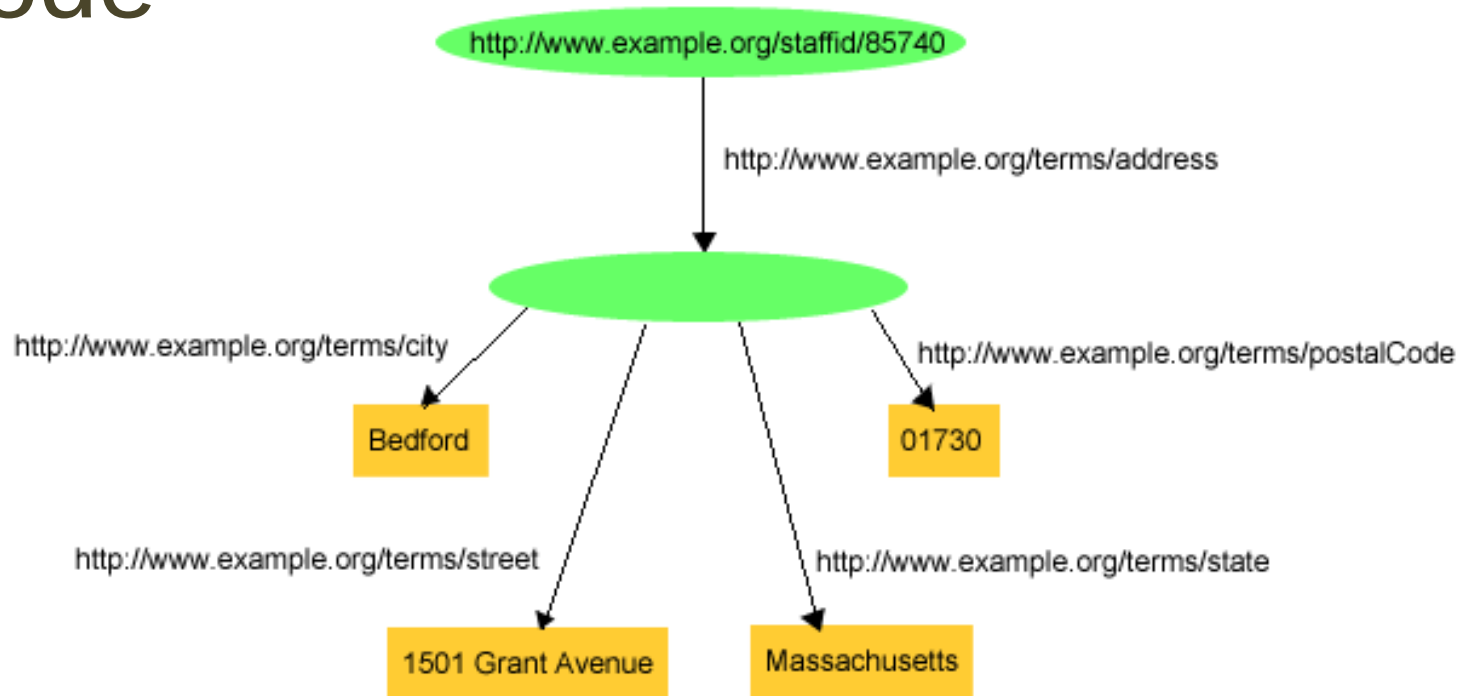 http://www.example.org/staffid/85740
http://www.example.org/terms/address
http://www.example.org/terms/city
http://www.example.org/terms/postalCode
Bedford
01730
http://www.example.org/terms/street
http://www.example.org/terms/state
1501 Grant Avenue
Massachusetts